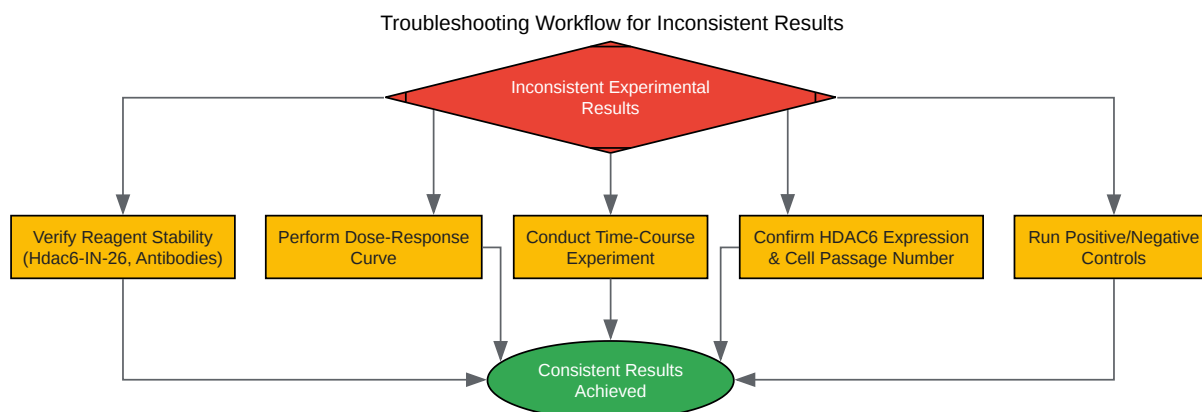 Troubleshooting Workflow for Inconsistent Results
Inconsistent Experimental
Results
Verify Reagent Stability
(Hdac6-IN-26, Antibodies)
Perform Dose-Response
Curve
Conduct Time-Course
Experiment
Confirm HDAC6 Expression
& Cell Passage Number
Run Positive/Negative
Controls
Consistent Results
Achieved